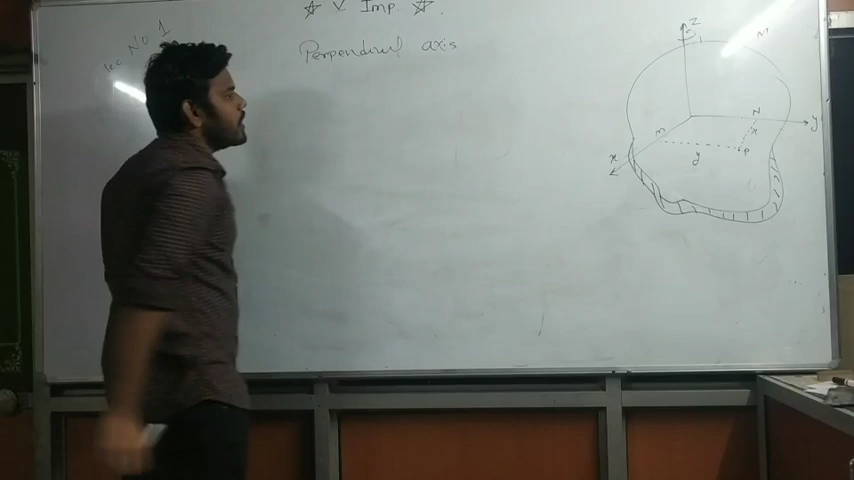 ☆ V. Imp. ☆.
lec No 1
Perpendicul axis
Z
M
N
y
m
x
P
x
y